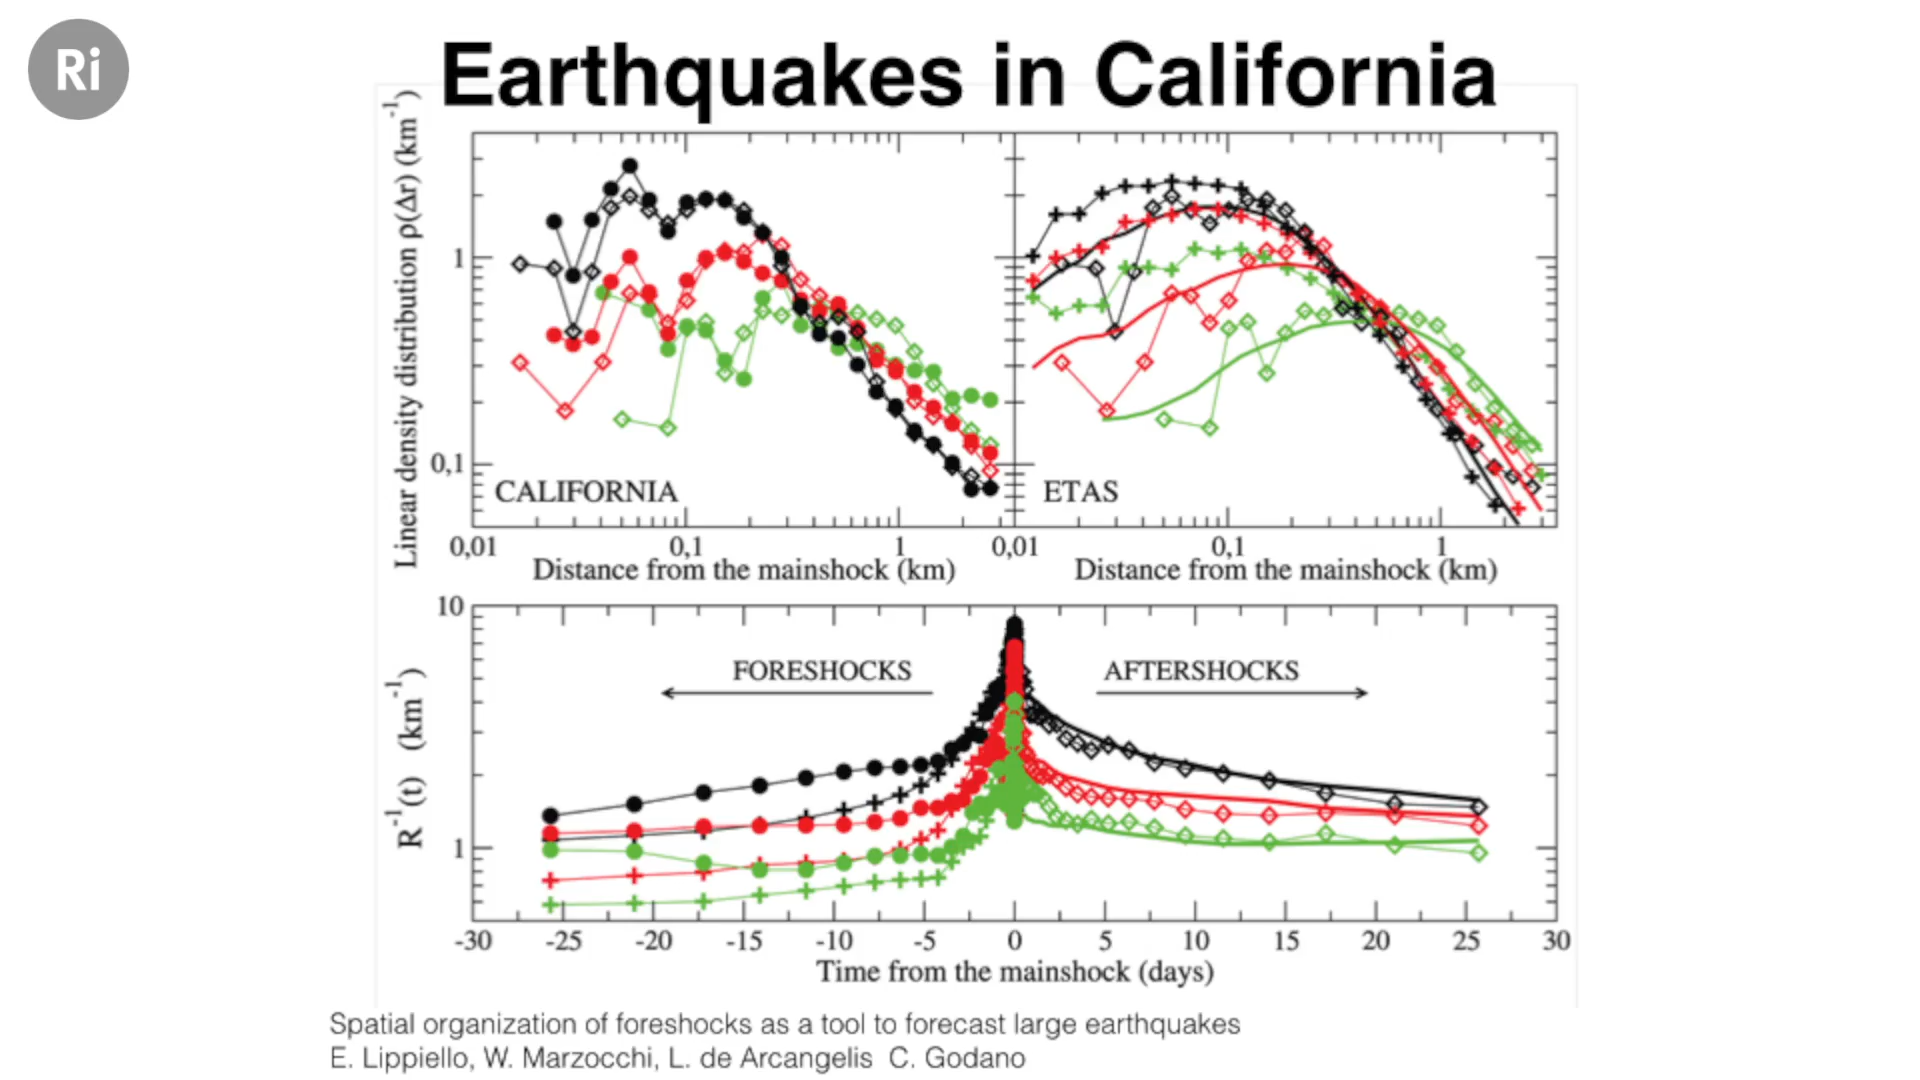 Ri
Earthquakes in California
Linear density distribution ρ(Δr) (km⁻¹)
1
0,1
CALIFORNIA
ETAS
0,01 0,1 1 0,01 0,1 1
Distance from the mainshock (km) Distance from the mainshock (km)
R⁻¹(t) (km⁻¹)
10
FORESHOCKS AFTERSHOCKS
1
-30 -25 -20 -15 -10 -5 0 5 10 15 20 25 30
Time from the mainshock (days)
Spatial organization of foreshocks as a tool to forecast large earthquakes
E. Lippiello, W. Marzocchi, L. de Arcangelis C. Godano